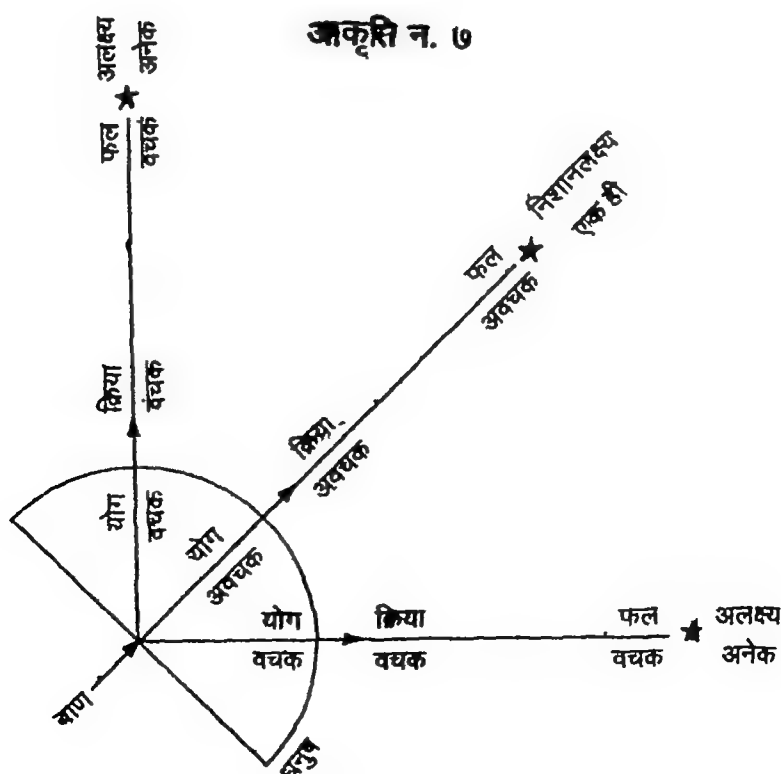 आकृति न. ७
अलक्ष्य
अनेक
फल
वचक
क्रिया
वंचक
योग
वचक
निशानलक्ष्य
एक ही
फल
अवचक
क्रिया
अवचक
योग
अवचक
योग
वचक
क्रिया
वचक
फल
वचक
अलक्ष्य
अनेक
बाण
धनुष